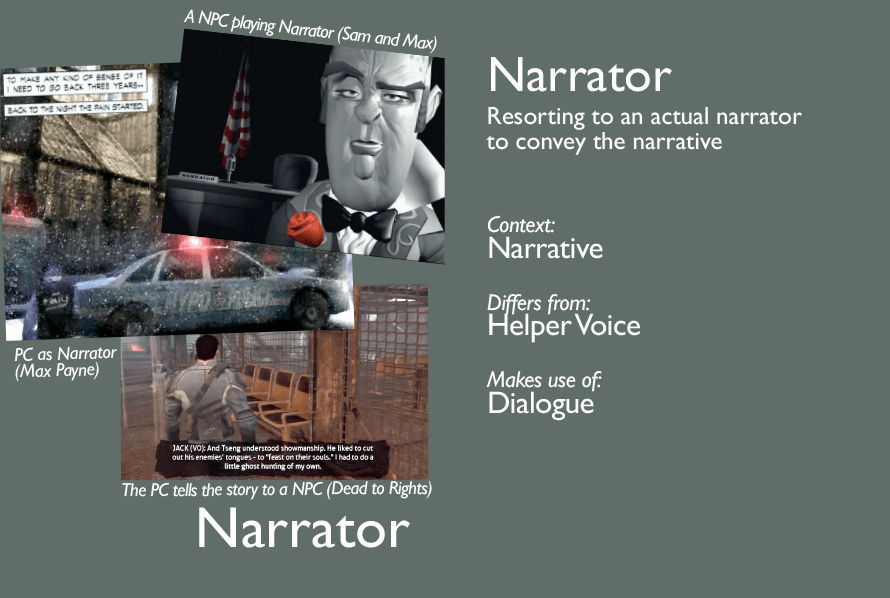 A NPC playing Narrator (Sam and Max)
TO MAKE ANY KIND OF SENSE OF IT
I NEED TO GO BACK THREE YEARS--
BACK TO THE NIGHT THE PAIN STARTED.
NARRATOR
NYPD
PC as Narrator
(Max Payne)
JACK (VO): And Tseng understood showmanship. He liked to cut
out his enemies' tongues - to "feast on their souls." I had to do a
little ghost hunting of my own.
The PC tells the story to a NPC (Dead to Rights)
Narrator
Narrator
Resorting to an actual narrator
to convey the narrative
Context:
Narrative
Differs from:
Helper Voice
Makes use of:
Dialogue